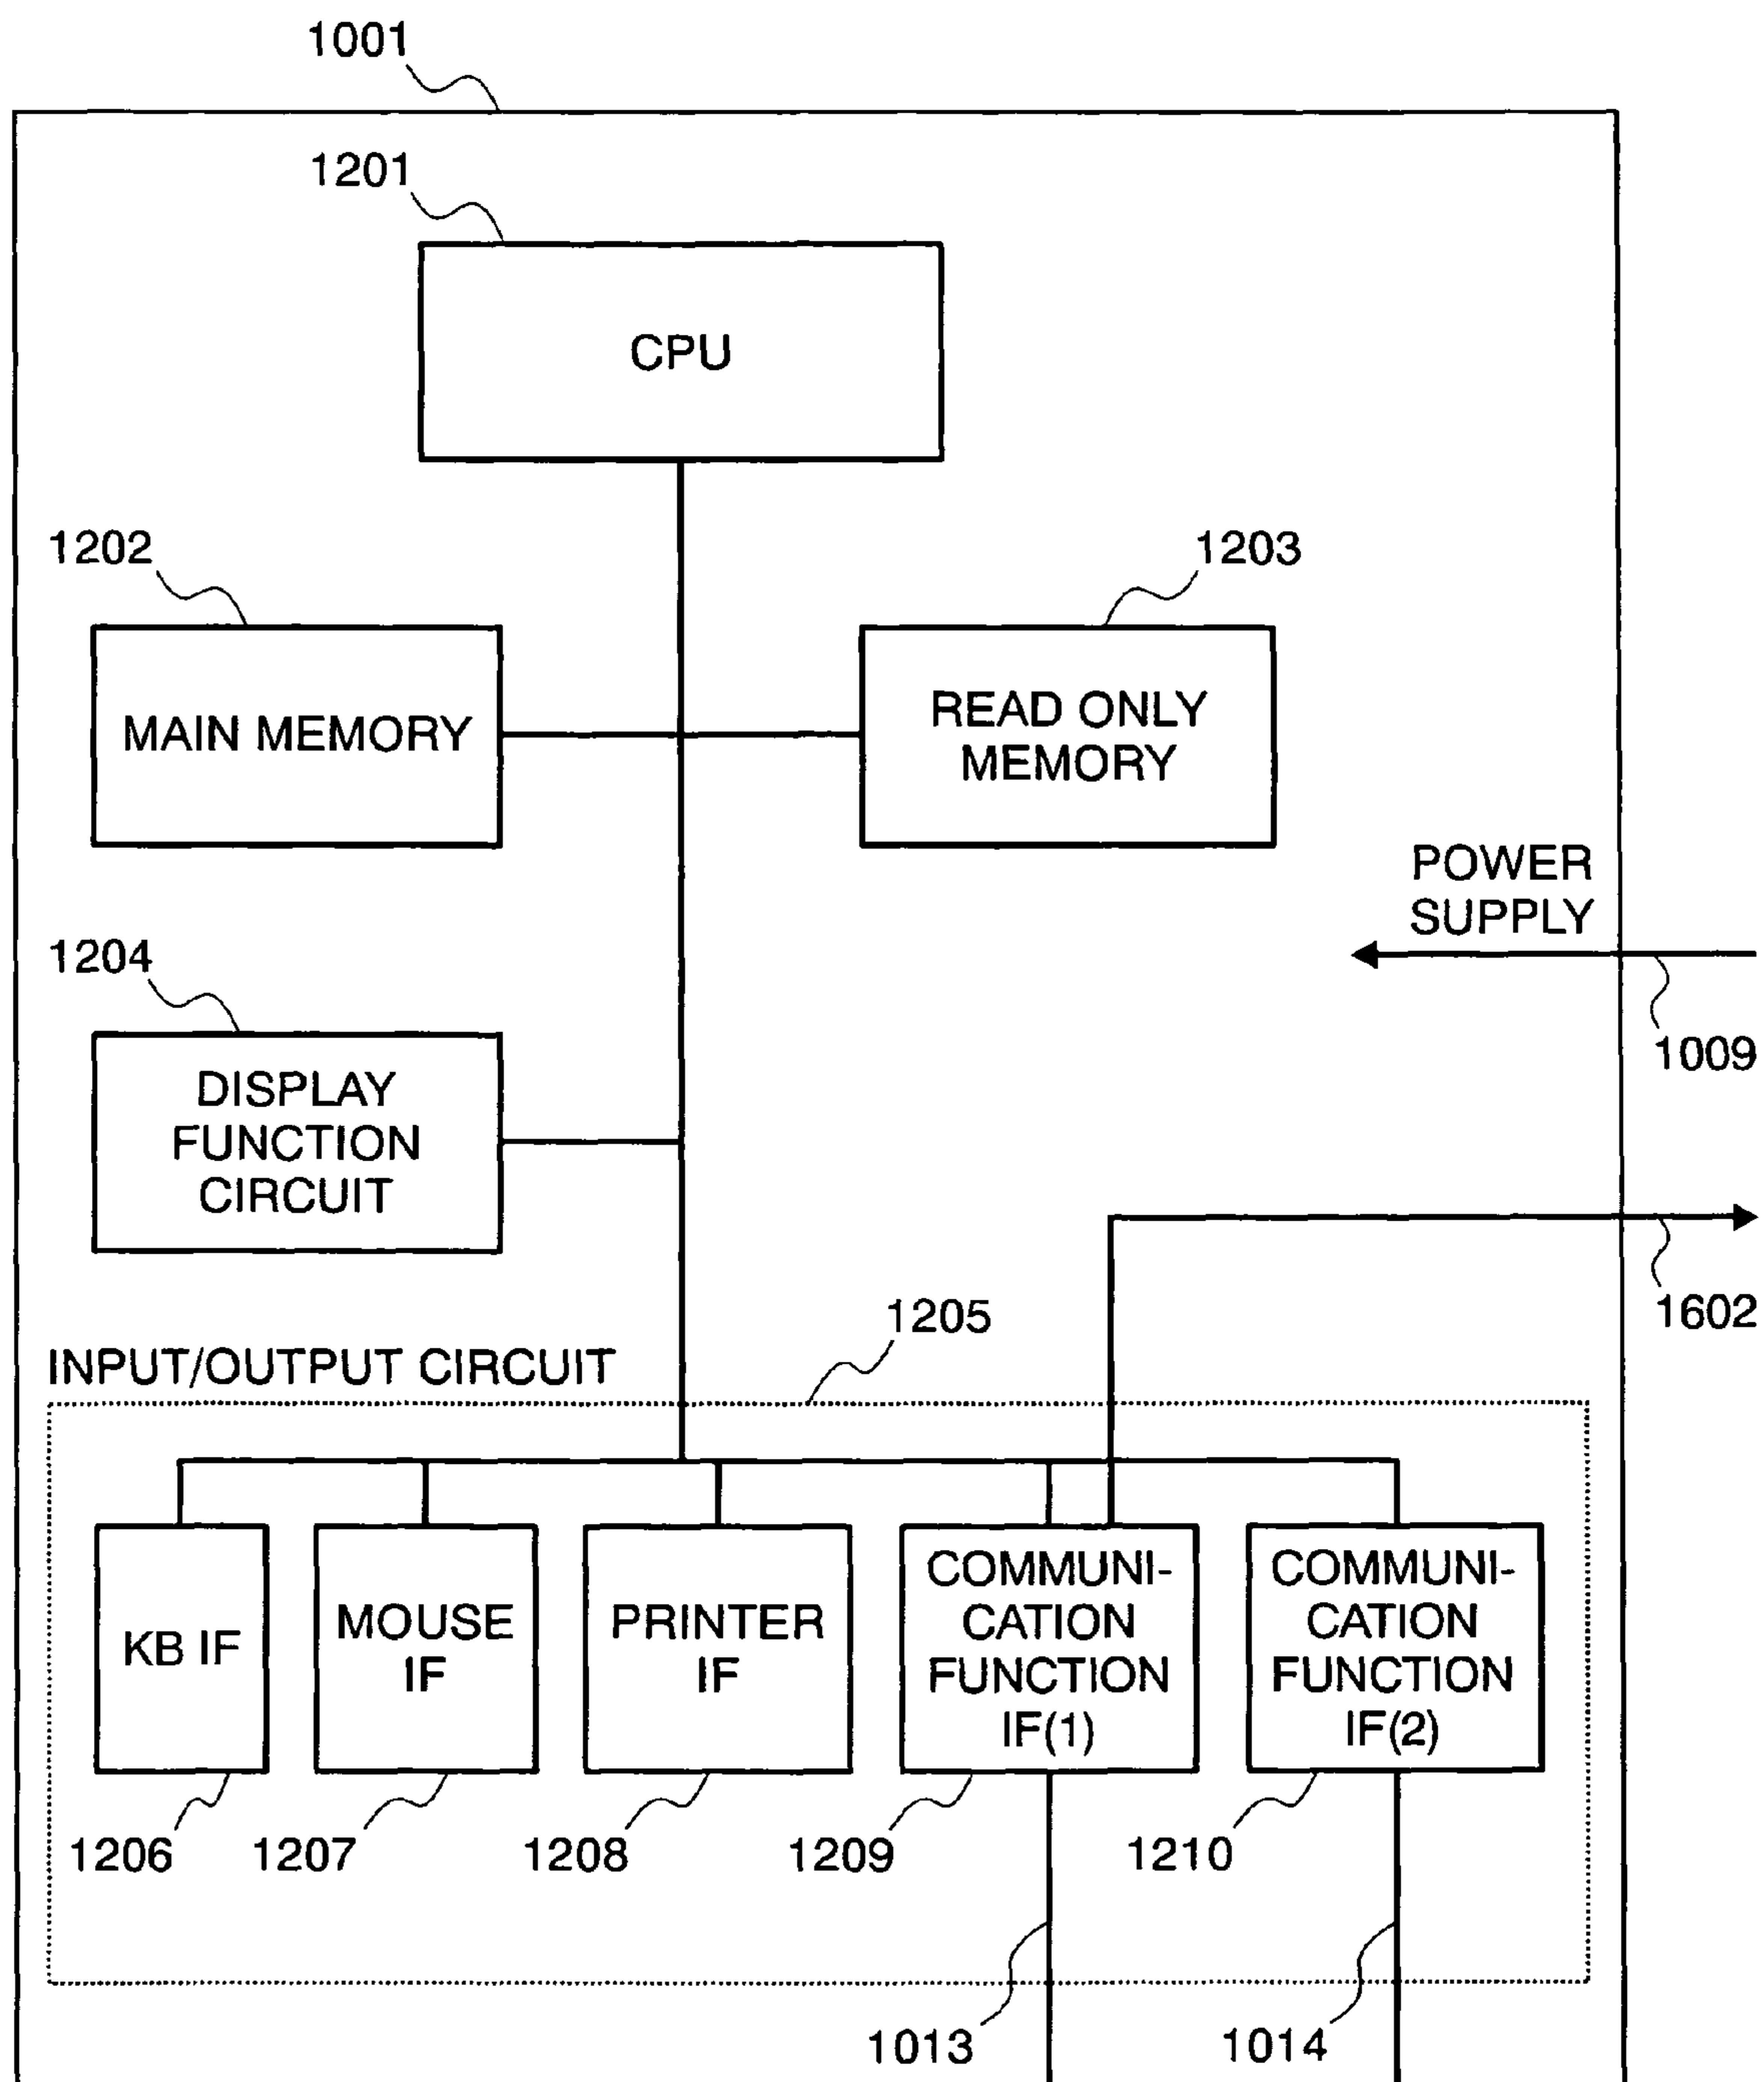 1001
1201
CPU
1202
1203
MAIN MEMORY
READ ONLY
MEMORY
POWER
SUPPLY
1009
1204
DISPLAY
FUNCTION
CIRCUIT
1602
1205
INPUT/OUTPUT CIRCUIT
KB IF
MOUSE
IF
PRINTER
IF
COMMUNI-
CATION
FUNCTION
IF(1)
COMMUNI-
CATION
FUNCTION
IF(2)
1206
1207
1208
1209
1210
1013
1014